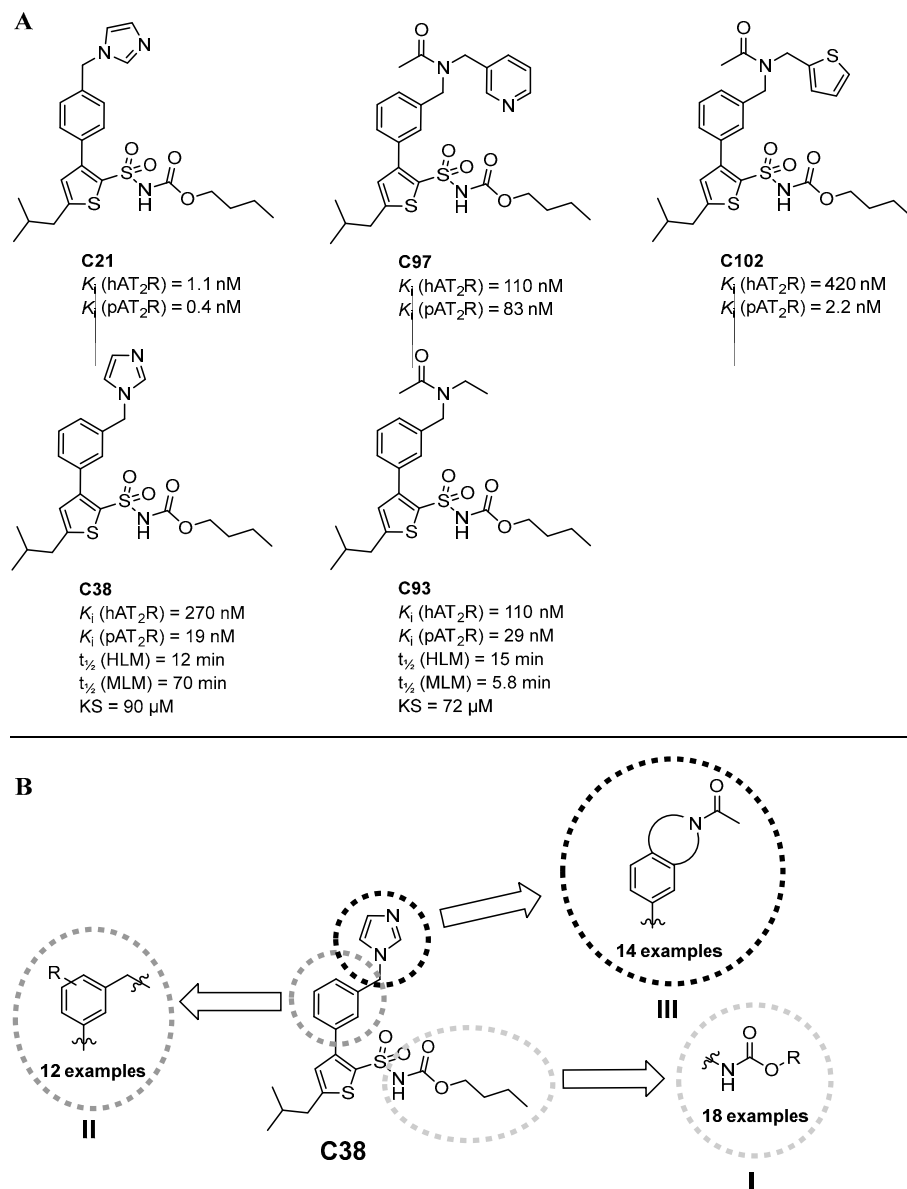 A
C21
Ki (hAT2R) = 1.1 nM
Ki (pAT2R) = 0.4 nM
C97
Ki (hAT2R) = 110 nM
Ki (pAT2R) = 83 nM
C102
Ki (hAT2R) = 420 nM
Ki (pAT2R) = 2.2 nM
C38
Ki (hAT2R) = 270 nM
Ki (pAT2R) = 19 nM
t½ (HLM) = 12 min
t½ (MLM) = 70 min
KS = 90 µM
C93
Ki (hAT2R) = 110 nM
Ki (pAT2R) = 29 nM
t½ (HLM) = 15 min
t½ (MLM) = 5.8 min
KS = 72 µM
B
14 examples
III
R
12 examples
II
18 examples
I
C38